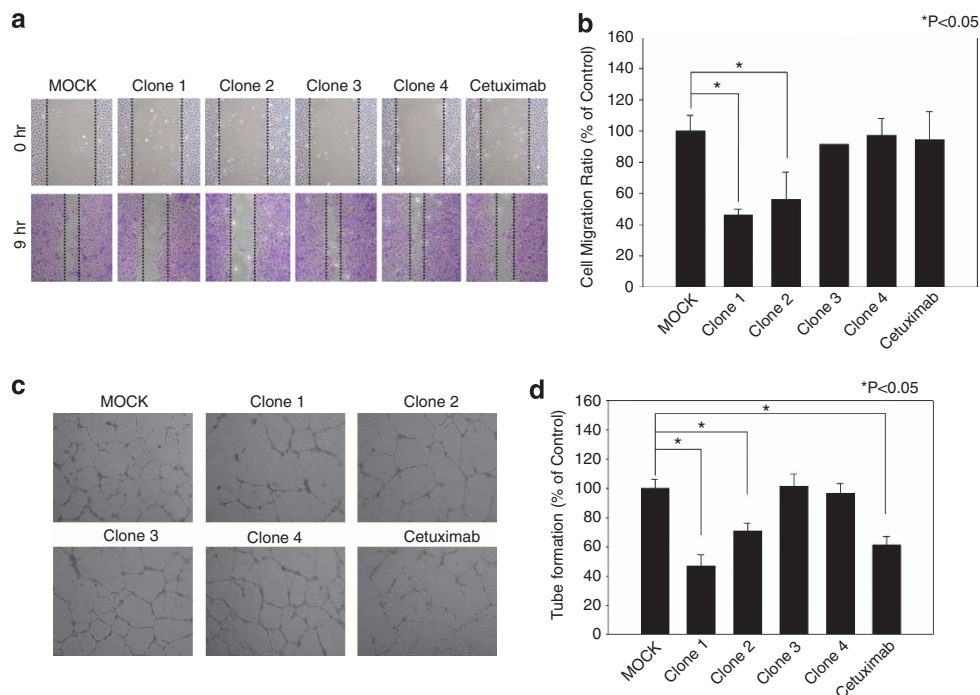 a
MOCK Clone 1 Clone 2 Clone 3 Clone 4 Cetuximab
0 hr
9 hr
b
*P<0.05
Cell Migration Ratio (% of Control)
160
140
120
100
80
60
40
20
0
*
*
MOCK Clone 1 Clone 2 Clone 3 Clone 4 Cetuximab
c
MOCK Clone 1 Clone 2
Clone 3 Clone 4 Cetuximab
d
*P<0.05
Tube formation (% of Control)
160
140
120
100
80
60
40
20
0
*
*
*
MOCK Clone 1 Clone 2 Clone 3 Clone 4 Cetuximab